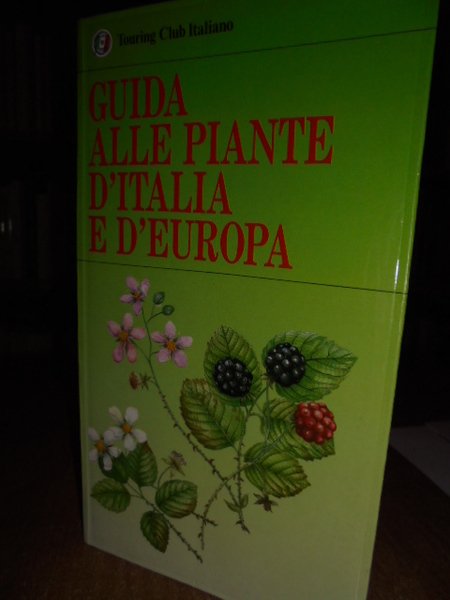 Touring Club Italiano
GUIDA
ALLE PIANTE
D'ITALIA
E D'EUROPA